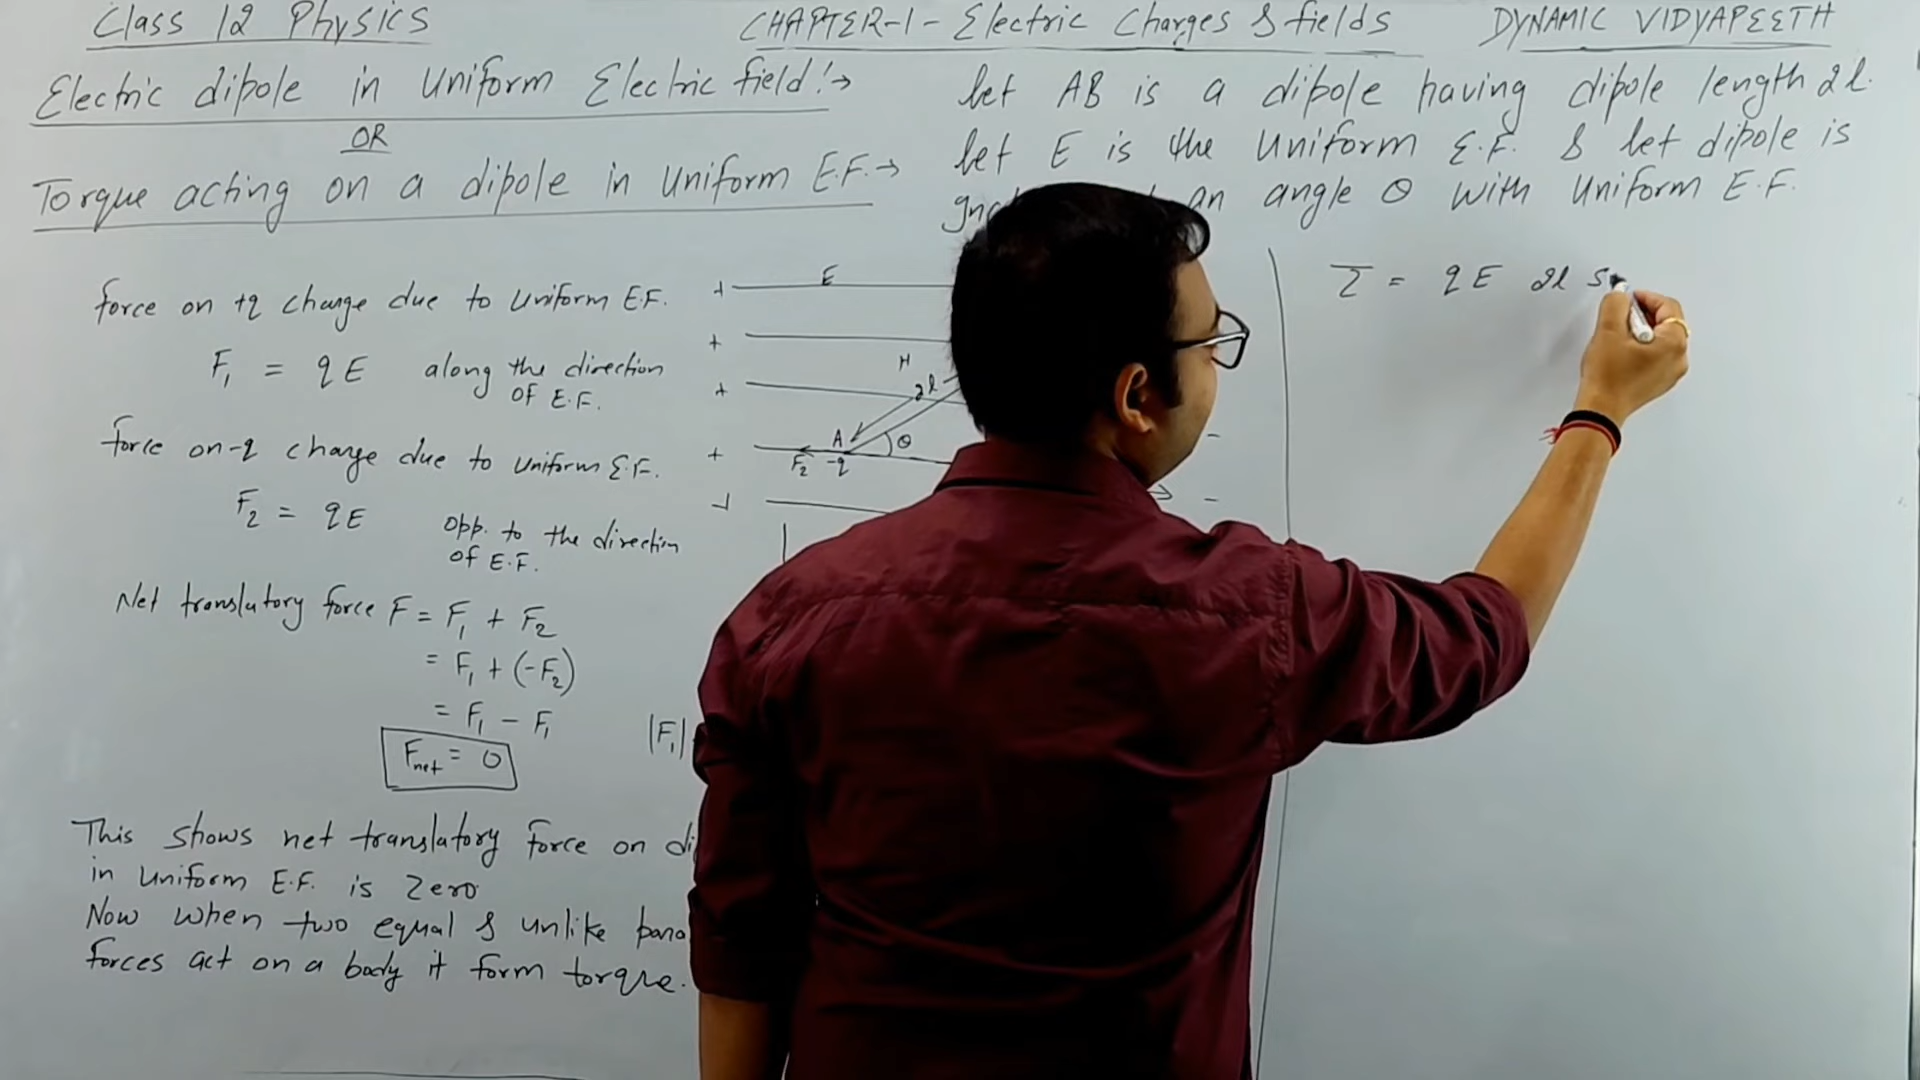 Class 12 Physics
CHAPTER-1- Electric Charges & fields
DYNAMIC VIDYAPEETH
Electric dipole in Uniform Electric field:→
OR
Torque acting on a dipole in uniform E.F.→
let AB is a dipole having dipole length 2l.
let E is the Uniform E.F. & let dipole is
an angle θ with Uniform E.F.
force on +q charge due to Uniform E.F.
F₁ = qE along the direction
of E.F.
force on -q charge due to Uniform E.F.
F₂ = qE opp. to the direction
of E.F.
Net translatory force F = F₁ + F₂
= F₁ + (-F₂)
= F₁ - F₁ |F₁|
Fnet = 0
This shows net translatory force on
in Uniform E.F. is Zero
Now when two equal & unlike
forces act on a body it form torque.
+ E
+
H
+ 2l
+ A θ -
F₂ -q
+ -
τ = qE 2l